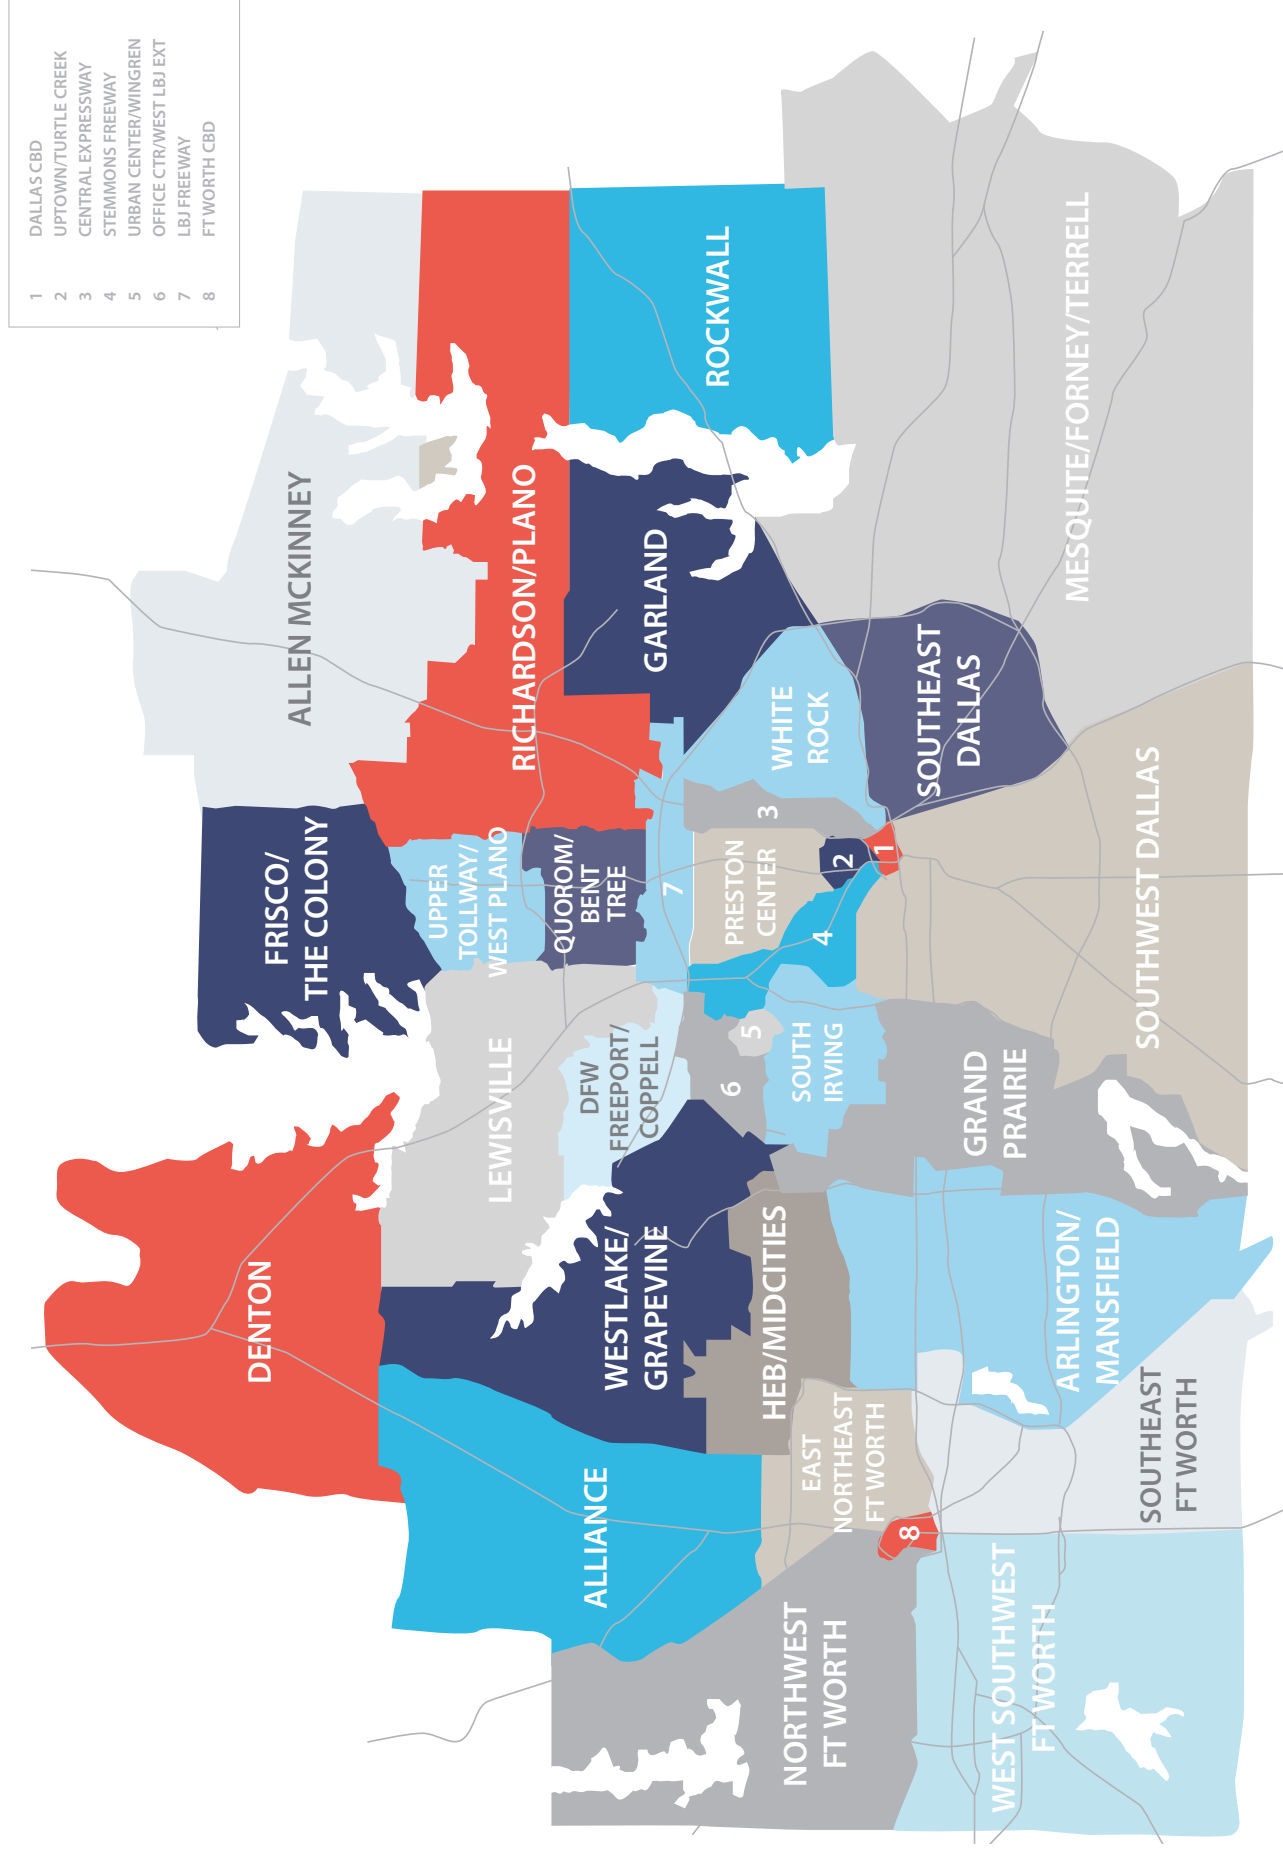 1 DALLAS CBD
2 UPTOWN/TURTLE CREEK
3 CENTRAL EXPRESSWAY
4 STEMMONS FREEWAY
5 URBAN CENTER/WINGREN
6 OFFICE CTR/WEST LBJ EXT
7 LBJ FREEWAY
8 FT WORTH CBD
DENTON
FRISCO/
THE COLONY
ALLEN MCKINNEY
UPPER
TOLLWAY/
WEST PLANO
LEWISVILLE
RICHARDSON/PLANO
QUOROM/
BENT
TREE
ALLIANCE
DFW
FREEPORT/
COPPELL
WESTLAKE/
GRAPEVINE
GARLAND
7
ROCKWALL
6
5
PRESTON
CENTER
3
HEB/MIDCITIES
SOUTH
IRVING
WHITE
ROCK
NORTHWEST
FT WORTH
EAST
NORTHEAST
FT WORTH
4
2
1
8
SOUTHEAST
DALLAS
GRAND
PRAIRIE
WEST SOUTHWEST
FT WORTH
ARLINGTON/
MANSFIELD
MESQUITE/FORNEY/TERRELL
SOUTHEAST
FT WORTH
SOUTHWEST DALLAS